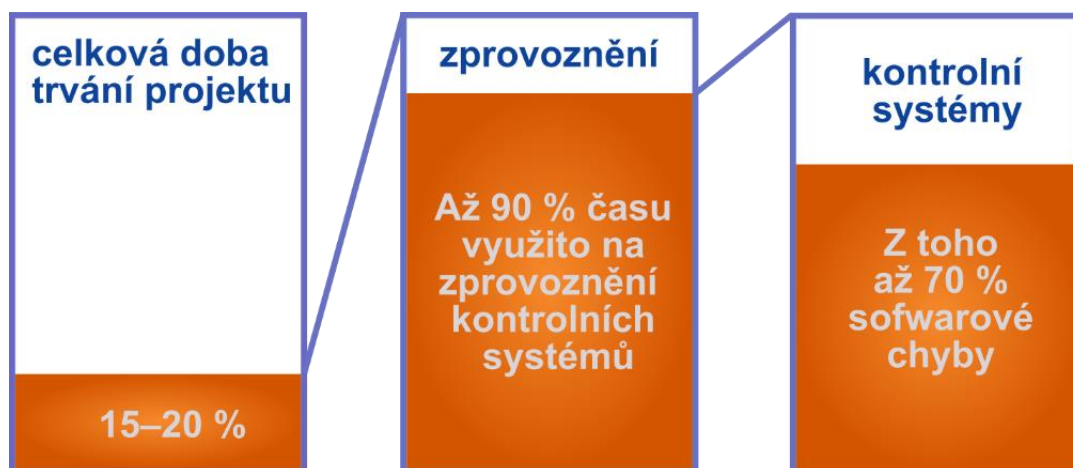 celková doba
trvání projektu
15–20 %
zprovoznění
Až 90 % času
využito na
zprovoznění
kontrolních
systémů
kontrolní
systémy
Z toho
až 70 %
sofwarové
chyby